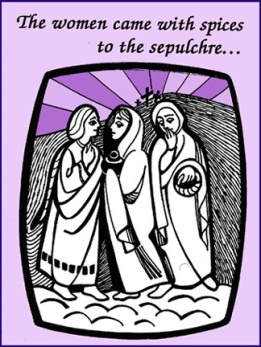 The women came with spices
to the sepulchre...